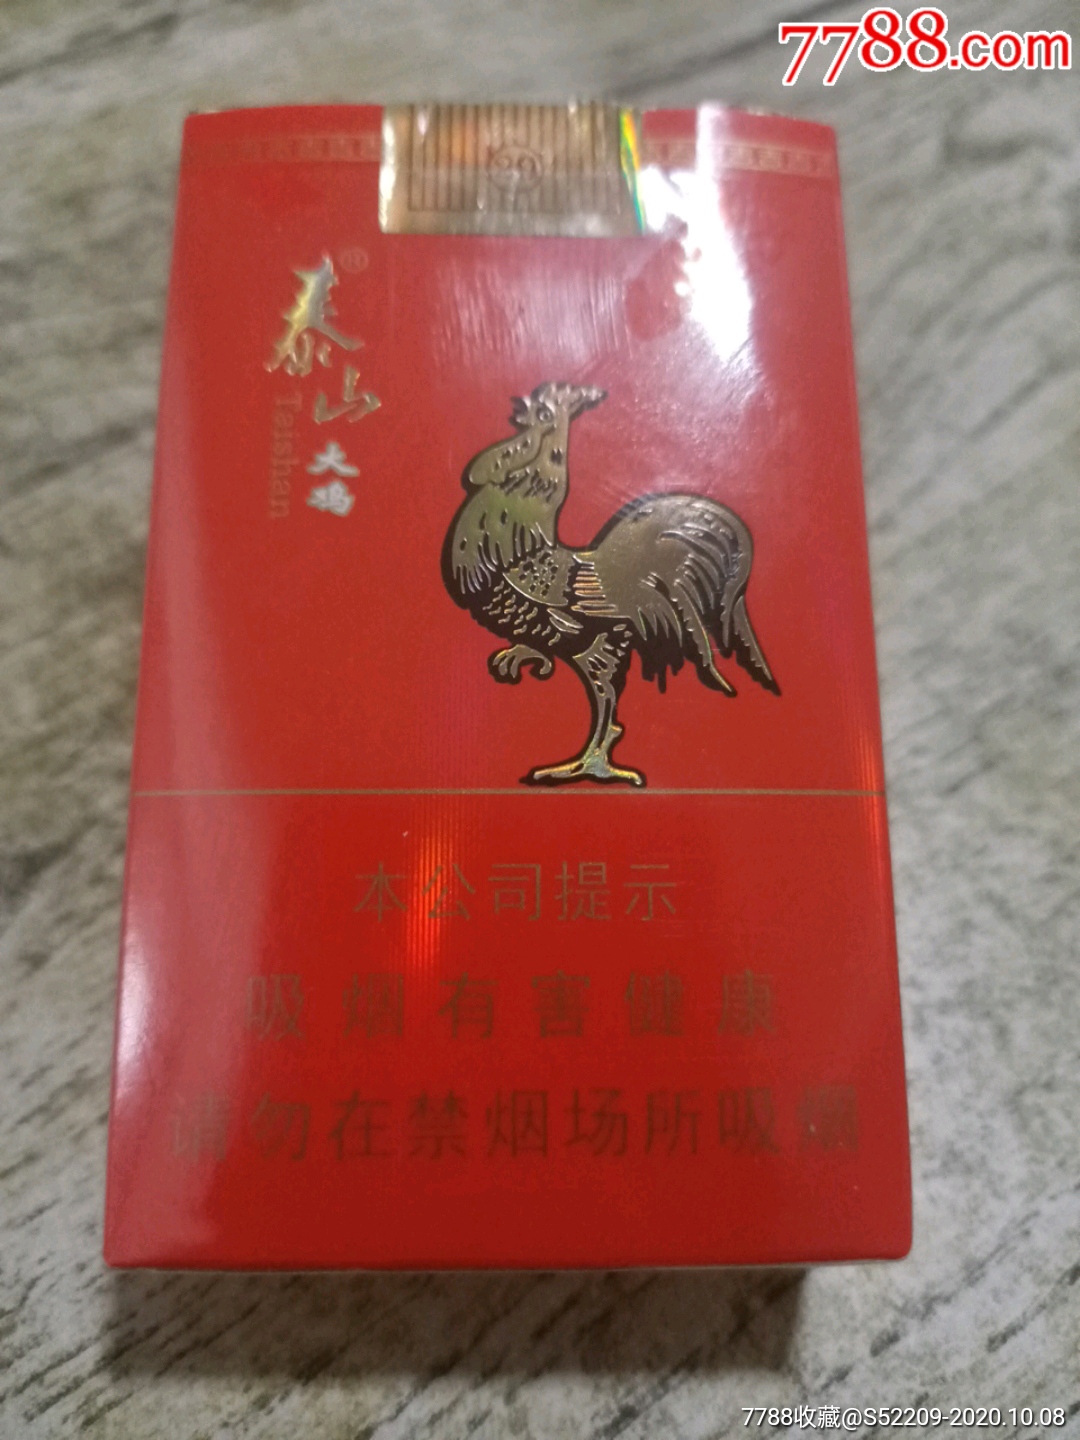 7788.com
泰山®
Taishan
大鸡
本公司提示
吸烟有害健康
请勿在禁烟场所吸烟
7788收藏@S52209-2020.10.08